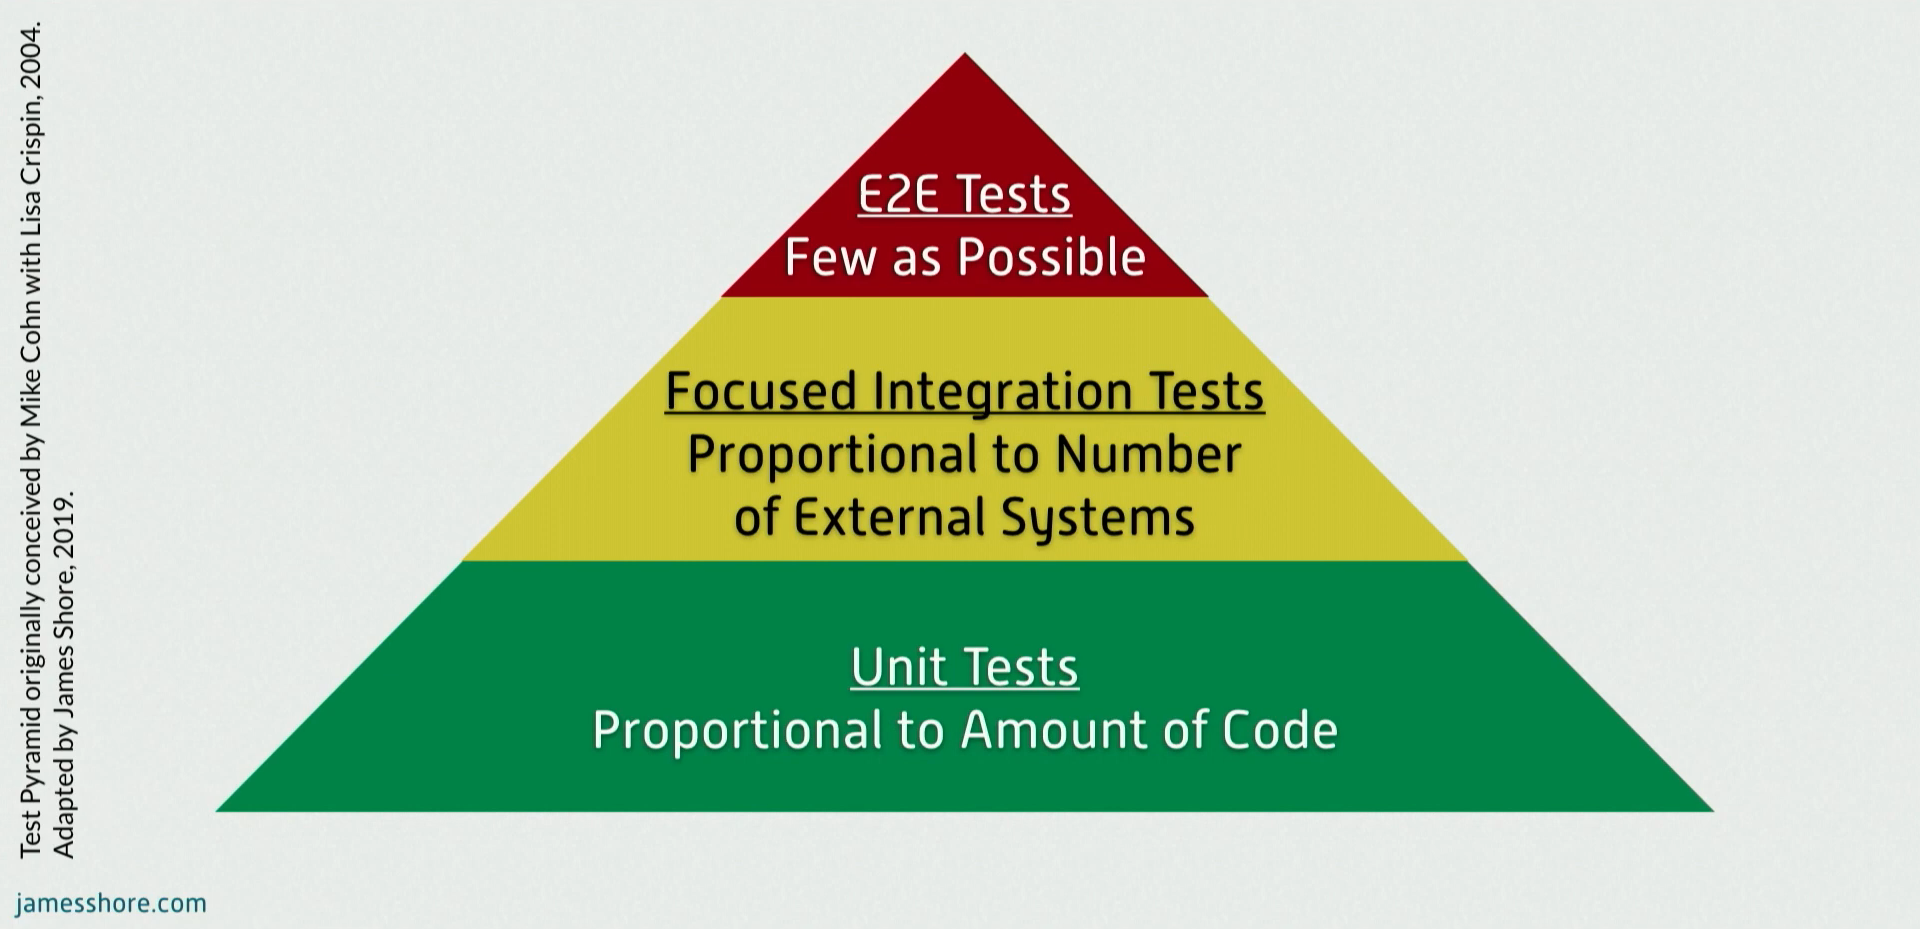 Test Pyramid originally conceived by Mike Cohn with Lisa Crispin, 2004.
Adapted by James Shore, 2019.
E2E Tests
Few as Possible
Focused Integration Tests
Proportional to Number
of External Systems
Unit Tests
Proportional to Amount of Code
jamesshore.com